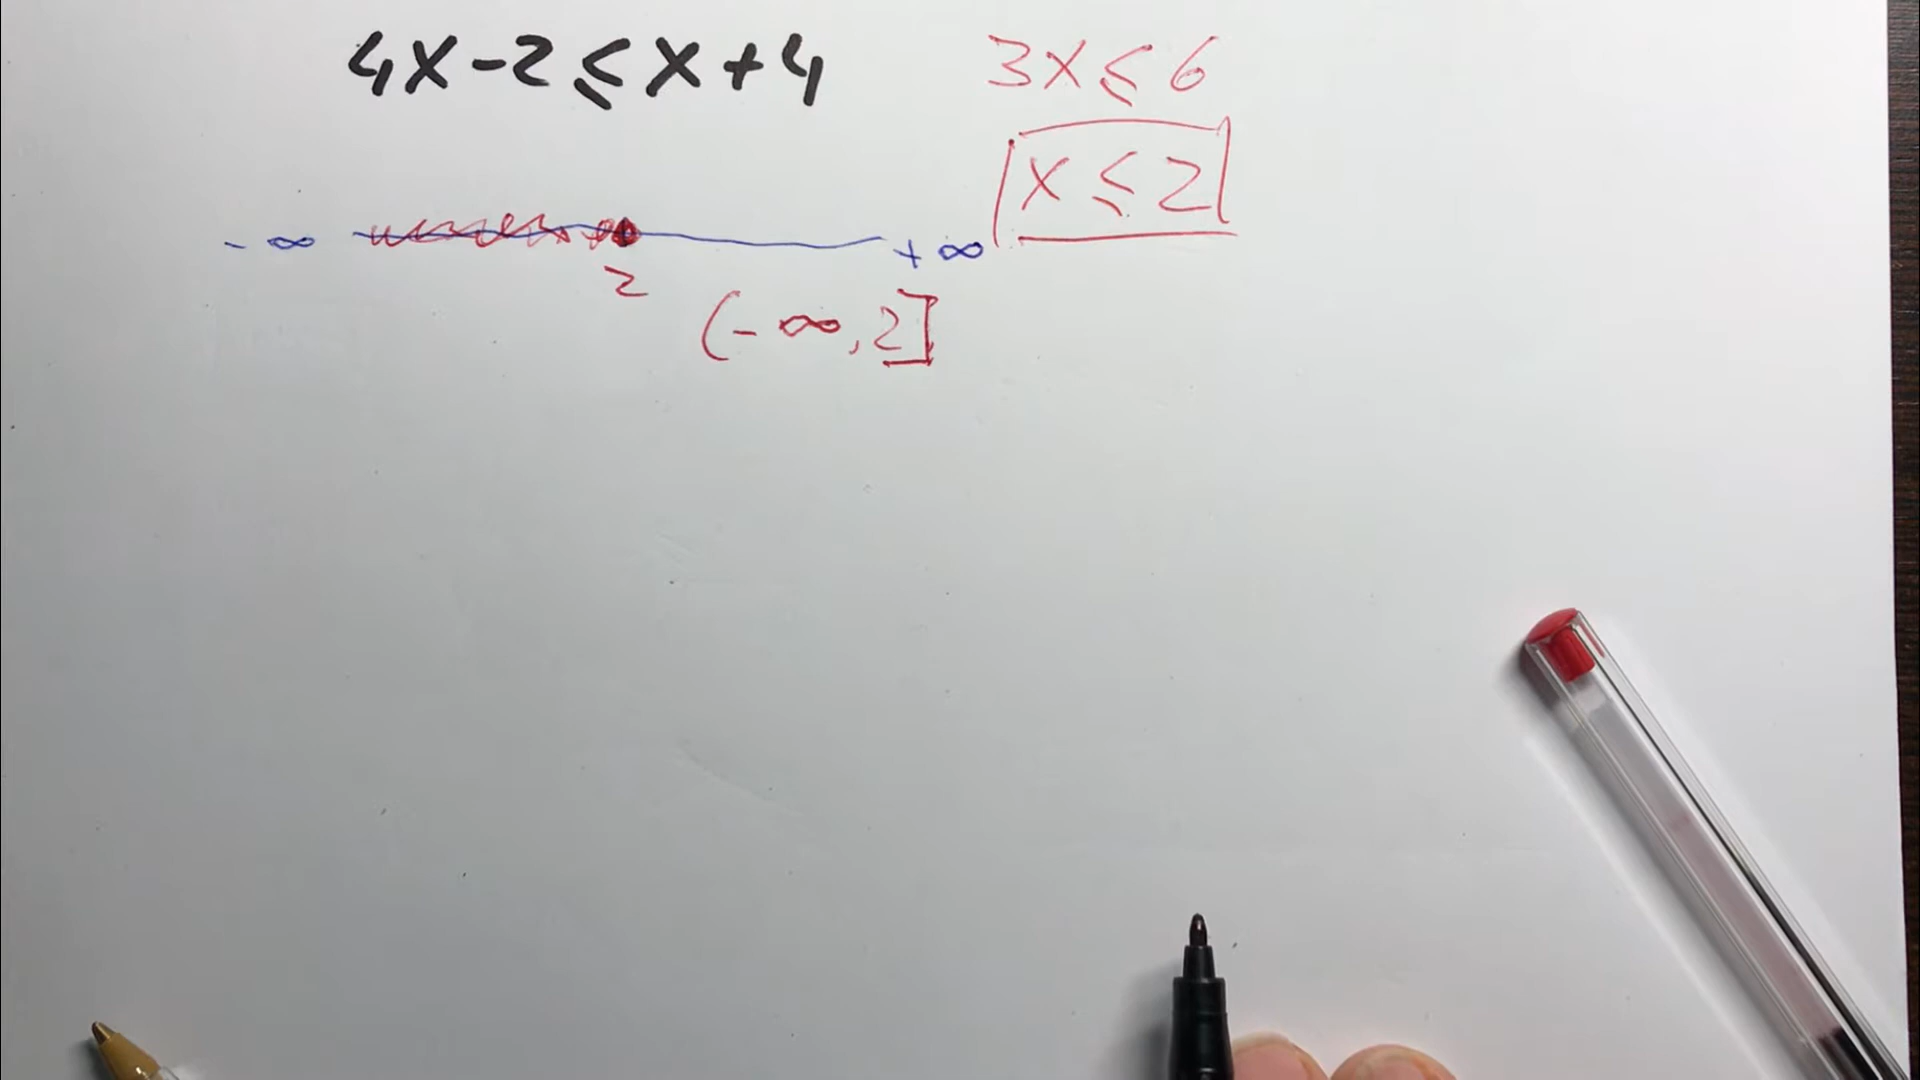 4x-2≤x+4
3x≤6
x≤2
-∞ +∞
2
(-∞,2]